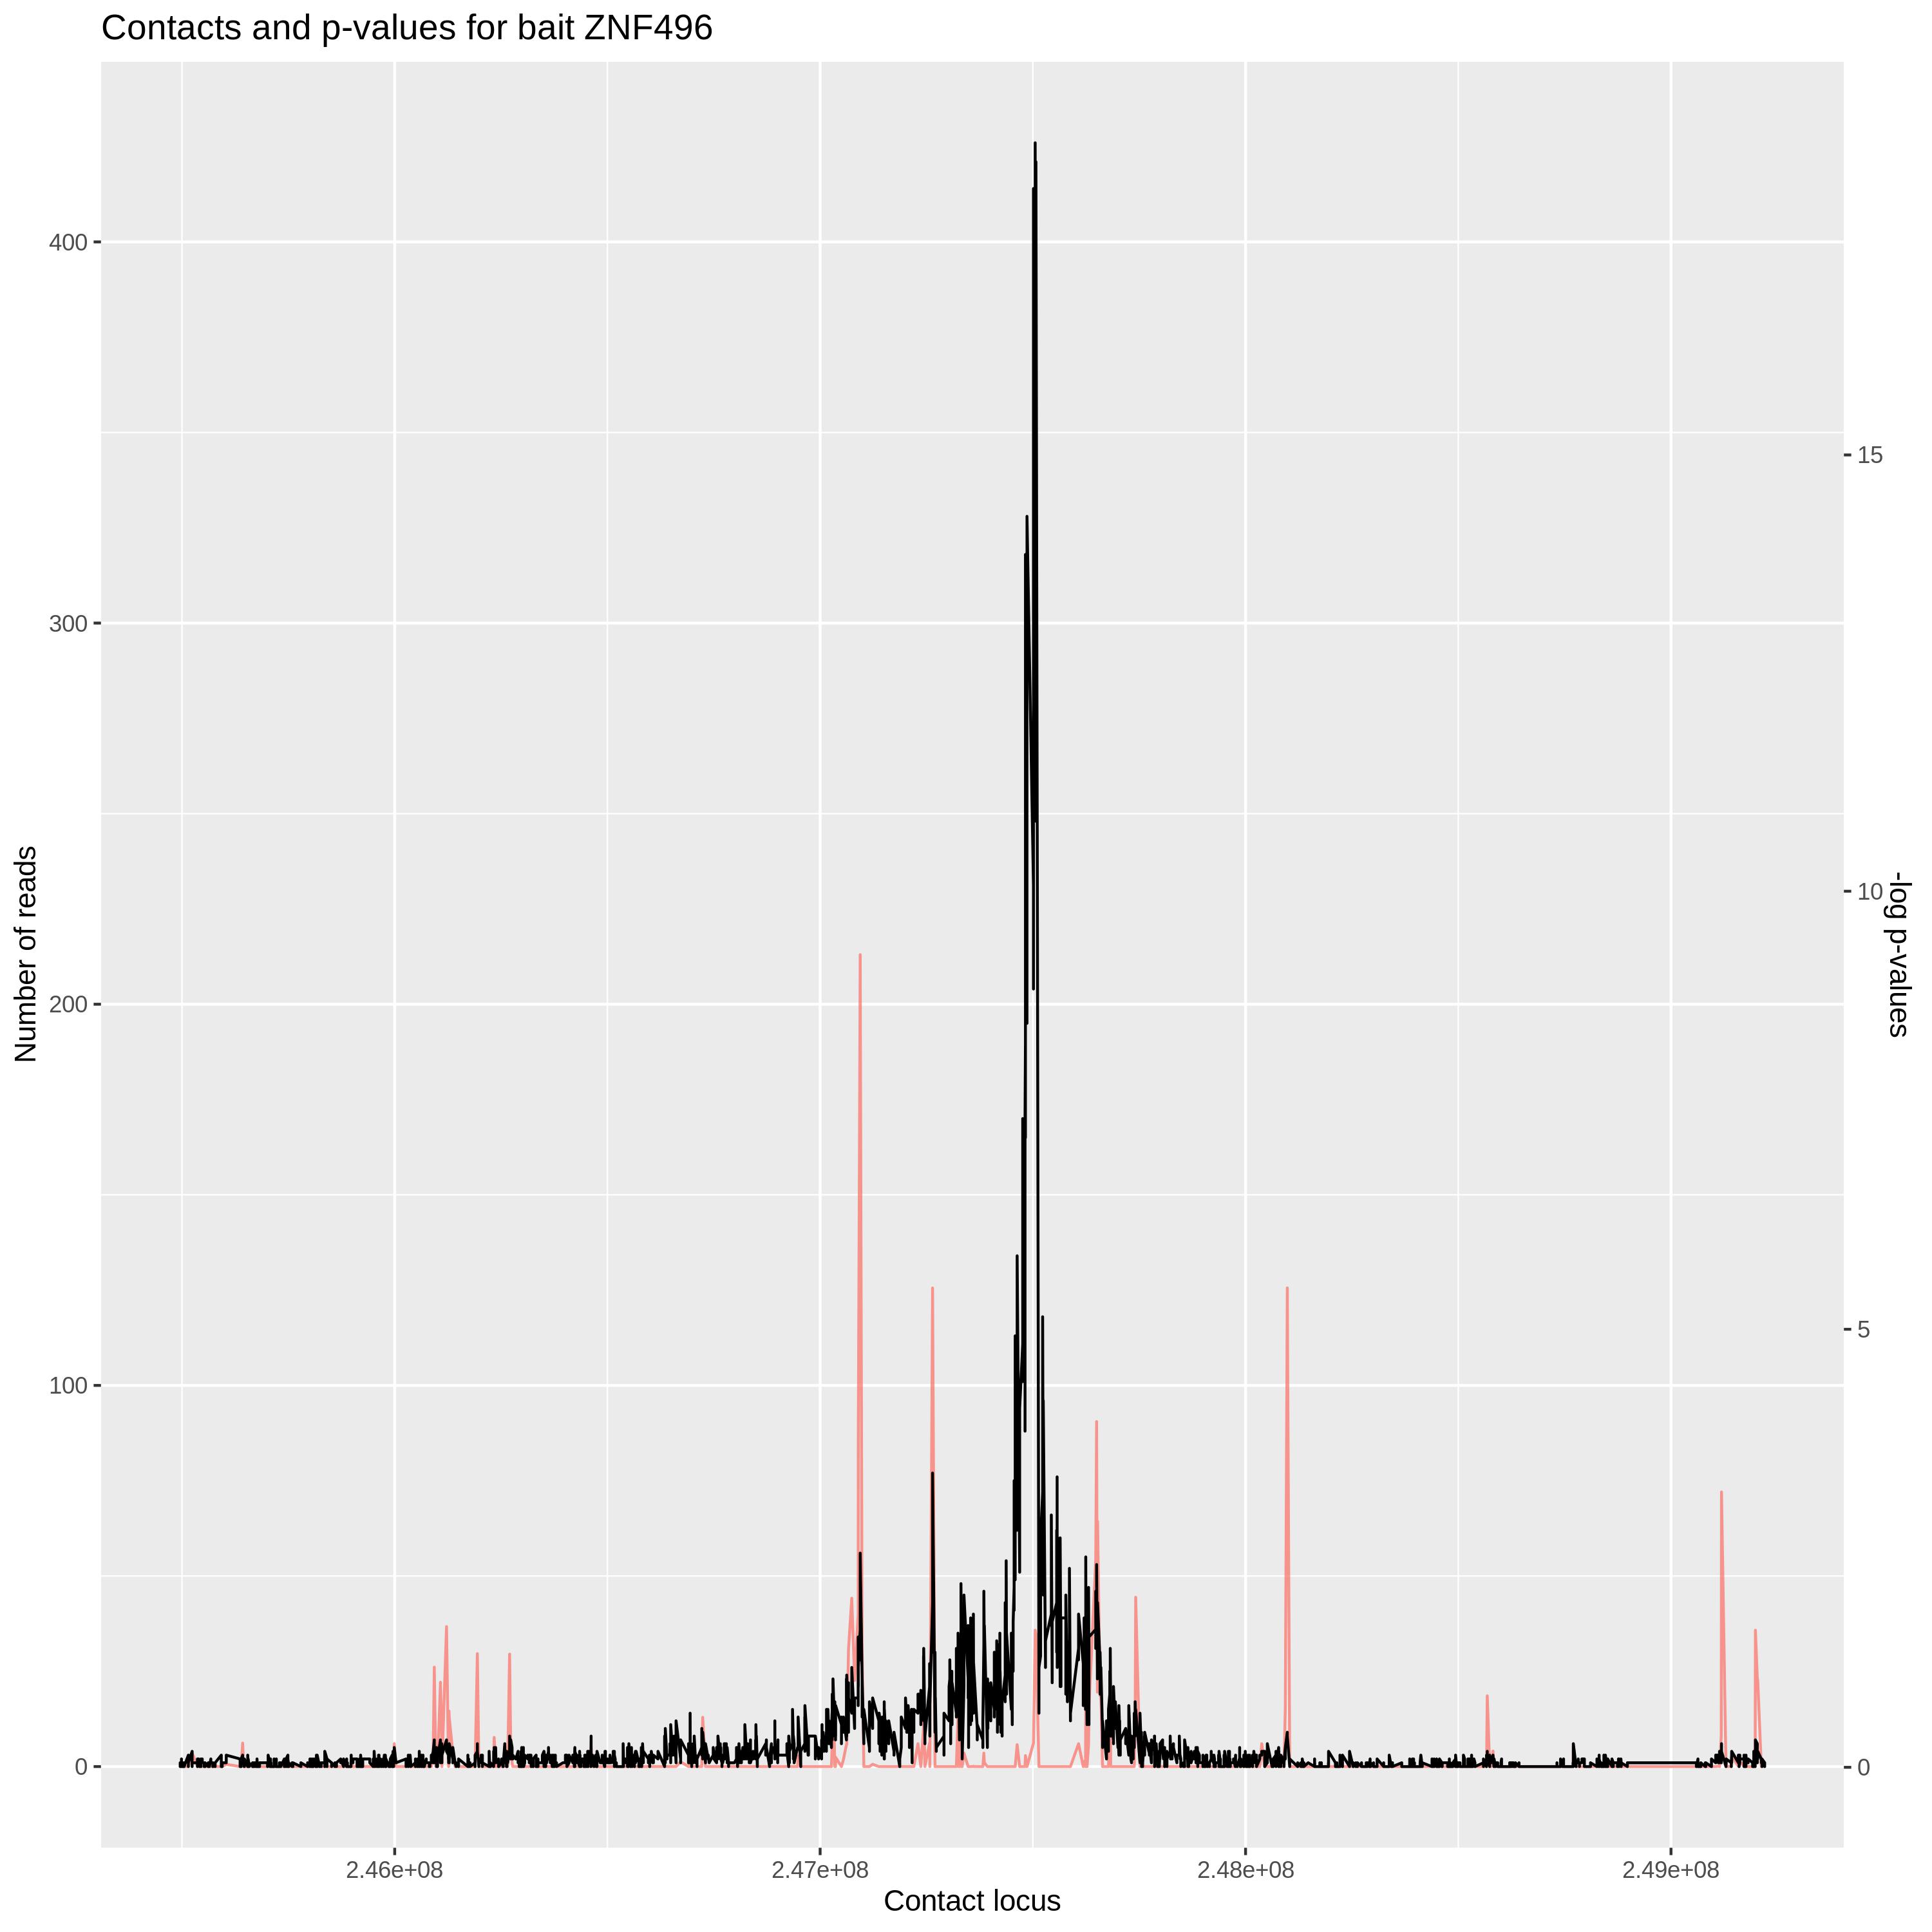 Contacts and p-values for bait ZNF496
400
300
200
100
0
Number of reads
15
10
5
0
-log p-values
2.46e+08
2.47e+08
2.48e+08
2.49e+08
Contact locus